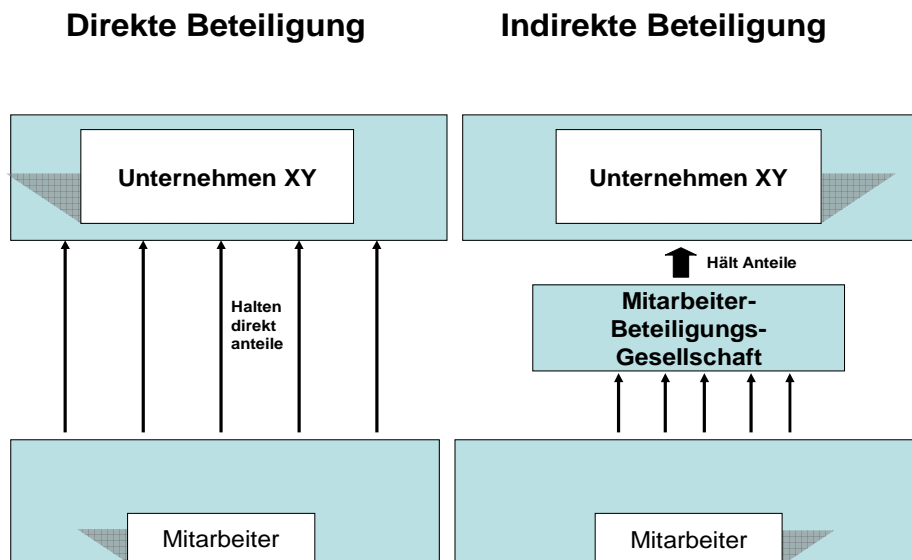 Direkte Beteiligung
Indirekte Beteiligung
Unternehmen XY
Unternehmen XY
Halten
direkt
anteile
Hält Anteile
Mitarbeiter-
Beteiligungs-
Gesellschaft
Mitarbeiter
Mitarbeiter